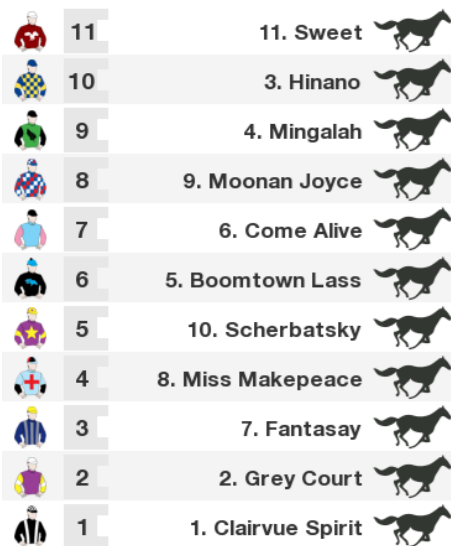 11 11. Sweet
10 3. Hinano
9 4. Mingalah
8 9. Moonan Joyce
7 6. Come Alive
6 5. Boomtown Lass
5 10. Scherbatsky
4 8. Miss Makepeace
3 7. Fantasay
2 2. Grey Court
1 1. Clairvue Spirit